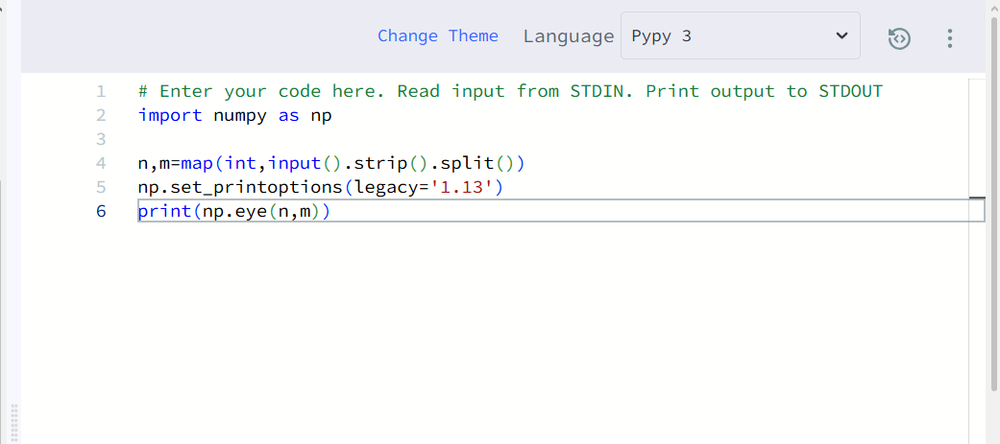 Change Theme Language Pypy 3
1 # Enter your code here. Read input from STDIN. Print output to STDOUT
2 import numpy as np
3
4 n,m=map(int,input().strip().split())
5 np.set_printoptions(legacy='1.13')
6 print(np.eye(n,m))